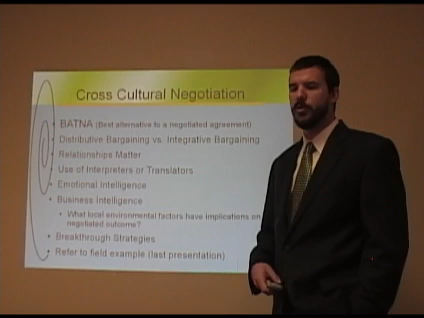 Cross Cultural Negotiation
• BATNA (Best alternative to a negotiated agreement)
• Distributive Bargaining vs. Integrative Bargaining
• Relationships Matter
• Use of Interpreters or Translators
• Emotional Intelligence
• Business Intelligence
• What local environmental factors have implications on
negotiated outcome?
• Breakthrough Strategies
• Refer to field example (last presentation)